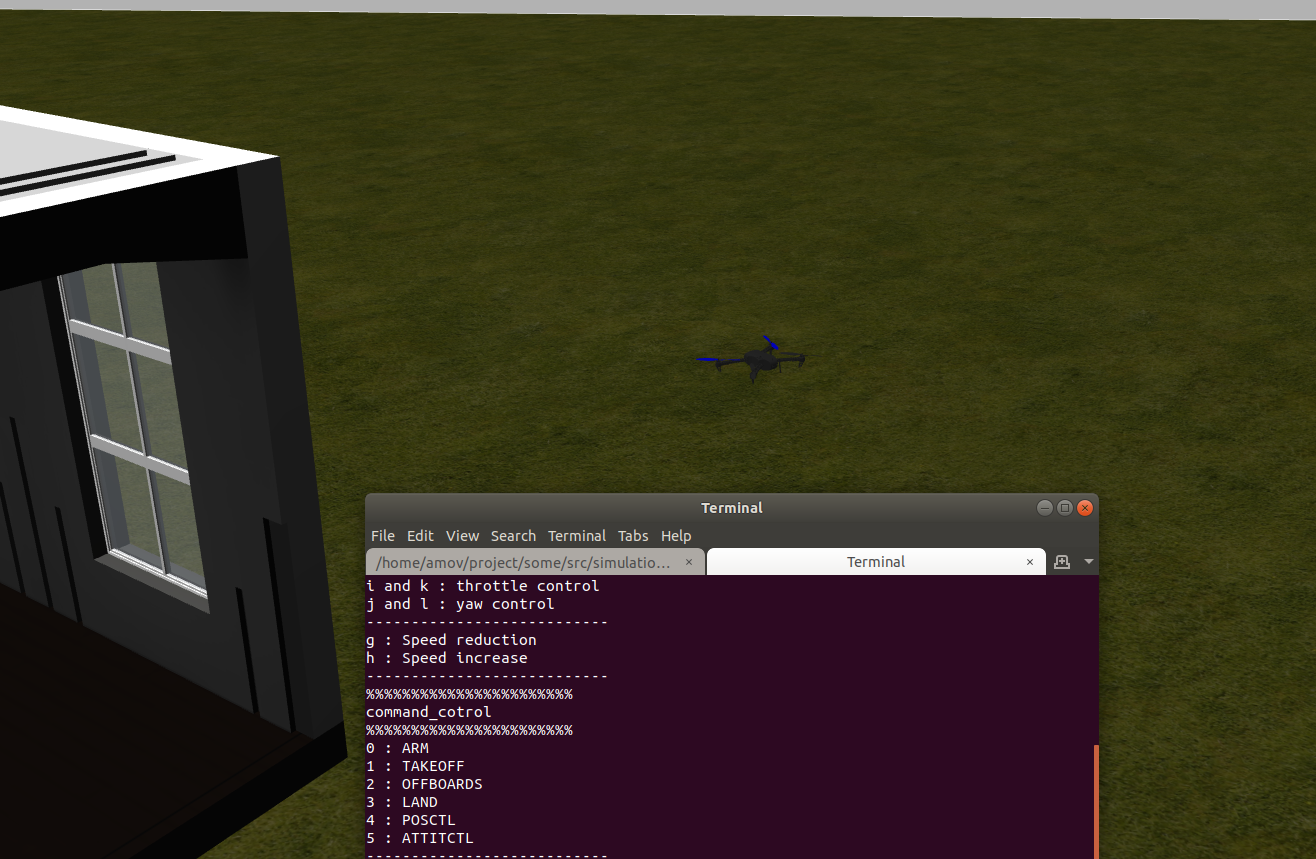 Terminal
File Edit View Search Terminal Tabs Help
/home/amov/project/some/src/simulatio... × Terminal ×
i and k : throttle control
j and l : yaw control
---------------------------
g : Speed reduction
h : Speed increase
---------------------------
%%%%%%%%%%%%%%%%%%%%%%%
command_cotrol
%%%%%%%%%%%%%%%%%%%%%%%
0 : ARM
1 : TAKEOFF
2 : OFFBOARDS
3 : LAND
4 : POSCTL
5 : ATTITCTL
---------------------------